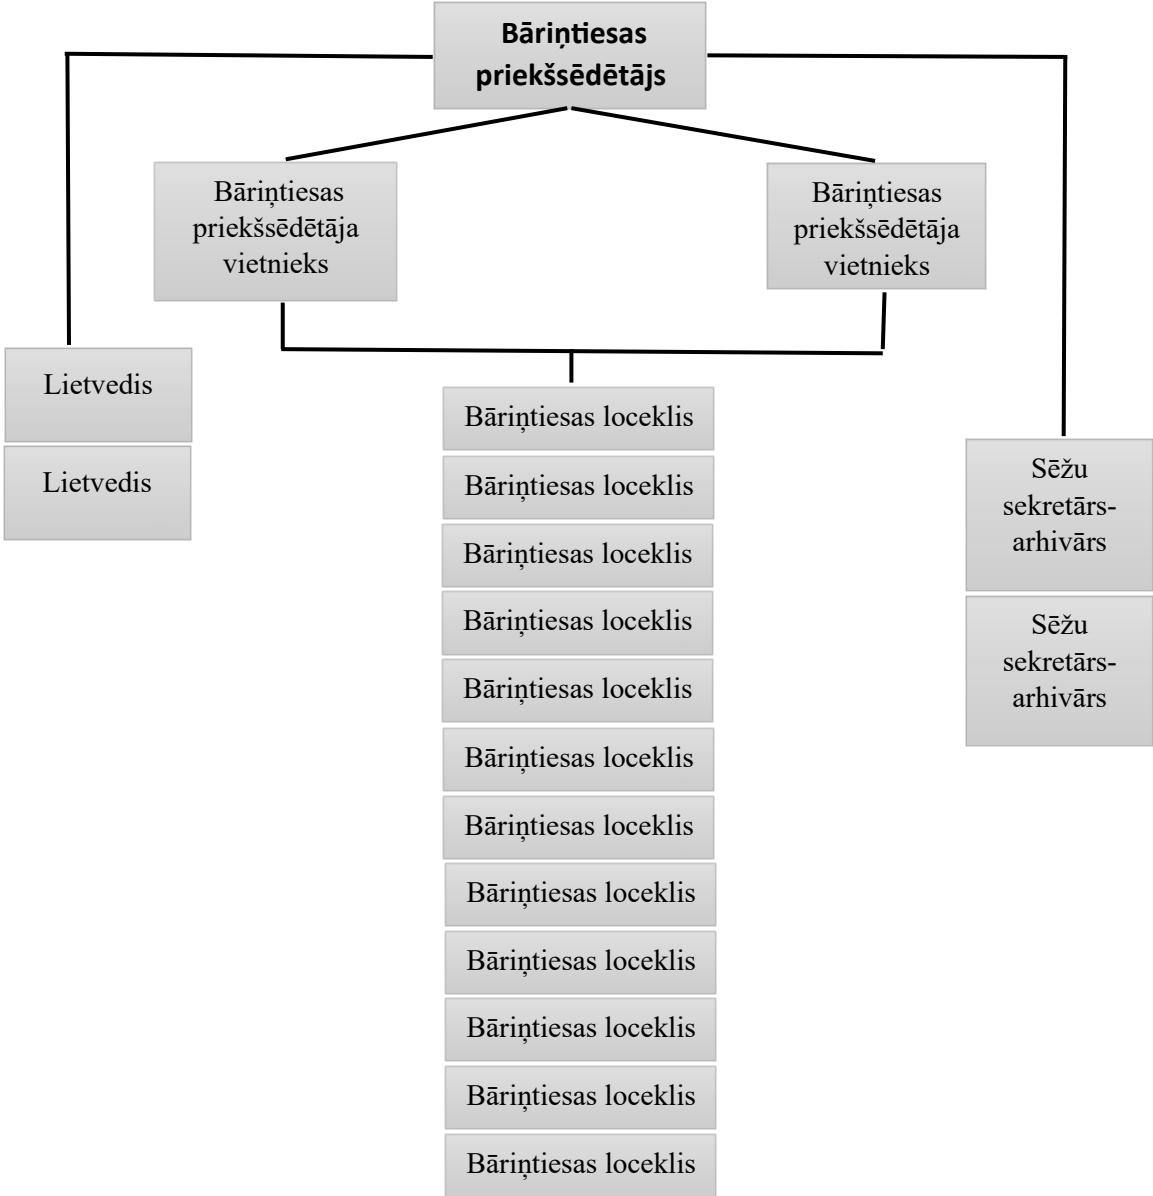 Bāriņtiesas
priekšsēdētājs
Bāriņtiesas
priekšsēdētāja
vietnieks
Bāriņtiesas
priekšsēdētāja
vietnieks
Lietvedis
Lietvedis
Bāriņtiesas loceklis
Bāriņtiesas loceklis
Bāriņtiesas loceklis
Bāriņtiesas loceklis
Bāriņtiesas loceklis
Bāriņtiesas loceklis
Bāriņtiesas loceklis
Bāriņtiesas loceklis
Bāriņtiesas loceklis
Bāriņtiesas loceklis
Bāriņtiesas loceklis
Bāriņtiesas loceklis
Sēžu
sekretārs-
arhivārs
Sēžu
sekretārs-
arhivārs